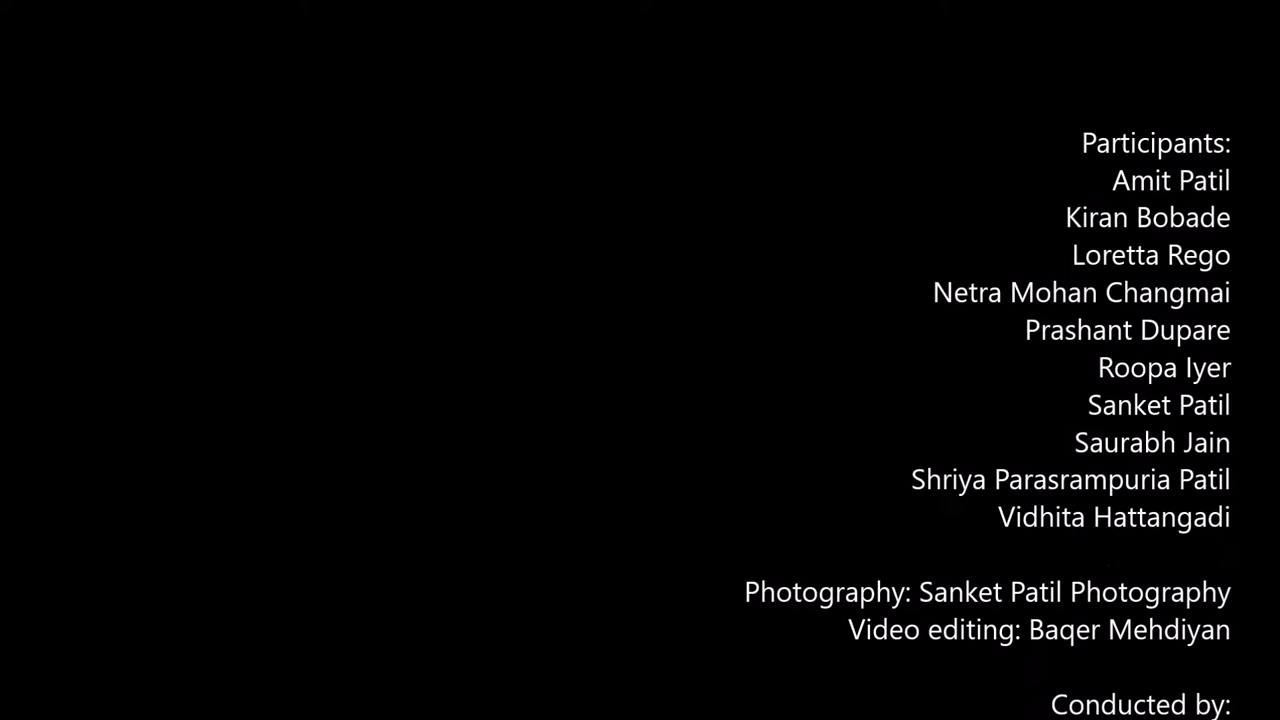 Participants:
Amit Patil
Kiran Bobade
Loretta Rego
Netra Mohan Changmai
Prashant Dupare
Roopa Iyer
Sanket Patil
Saurabh Jain
Shriya Parasrampuria Patil
Vidhita Hattangadi
Photography: Sanket Patil Photography
Video editing: Baqer Mehdiyan
Conducted by: